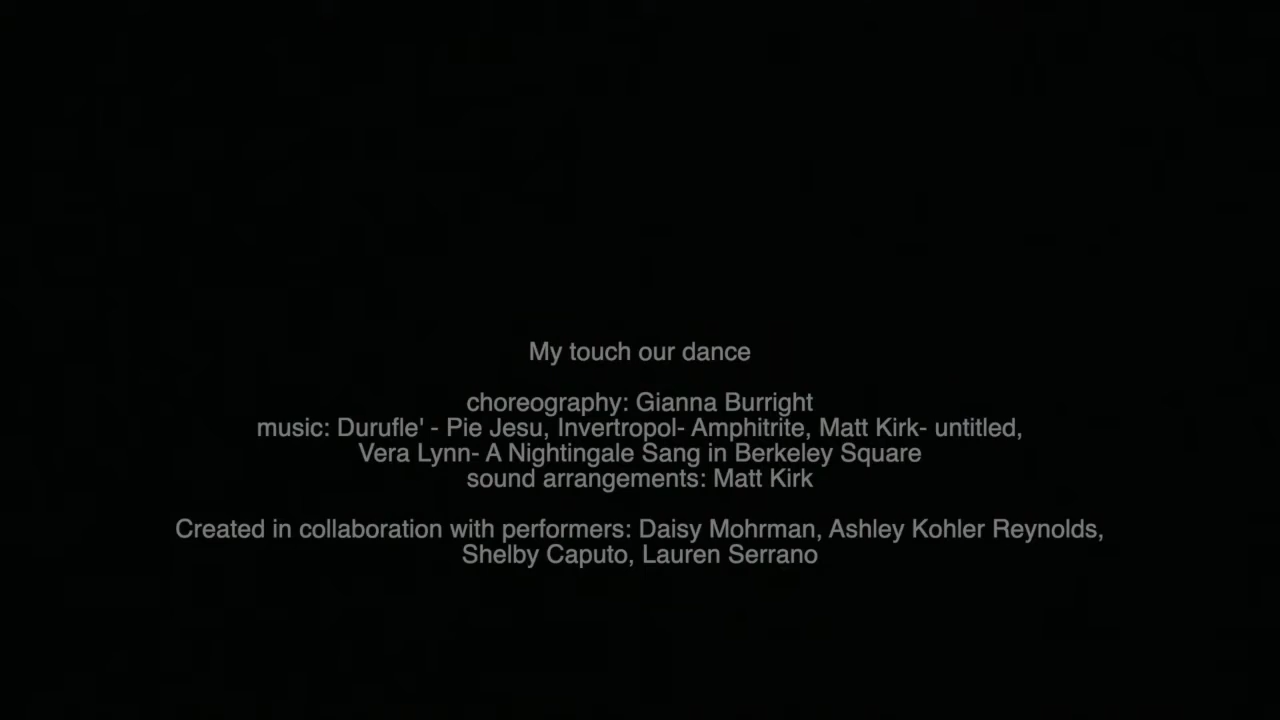 My touch our dance
choreography: Gianna Burright
music: Durufle' - Pie Jesu, Invertropol- Amphitrite, Matt Kirk- untitled,
Vera Lynn- A Nightingale Sang in Berkeley Square
sound arrangements: Matt Kirk
Created in collaboration with performers: Daisy Mohrman, Ashley Kohler Reynolds,
Shelby Caputo, Lauren Serrano